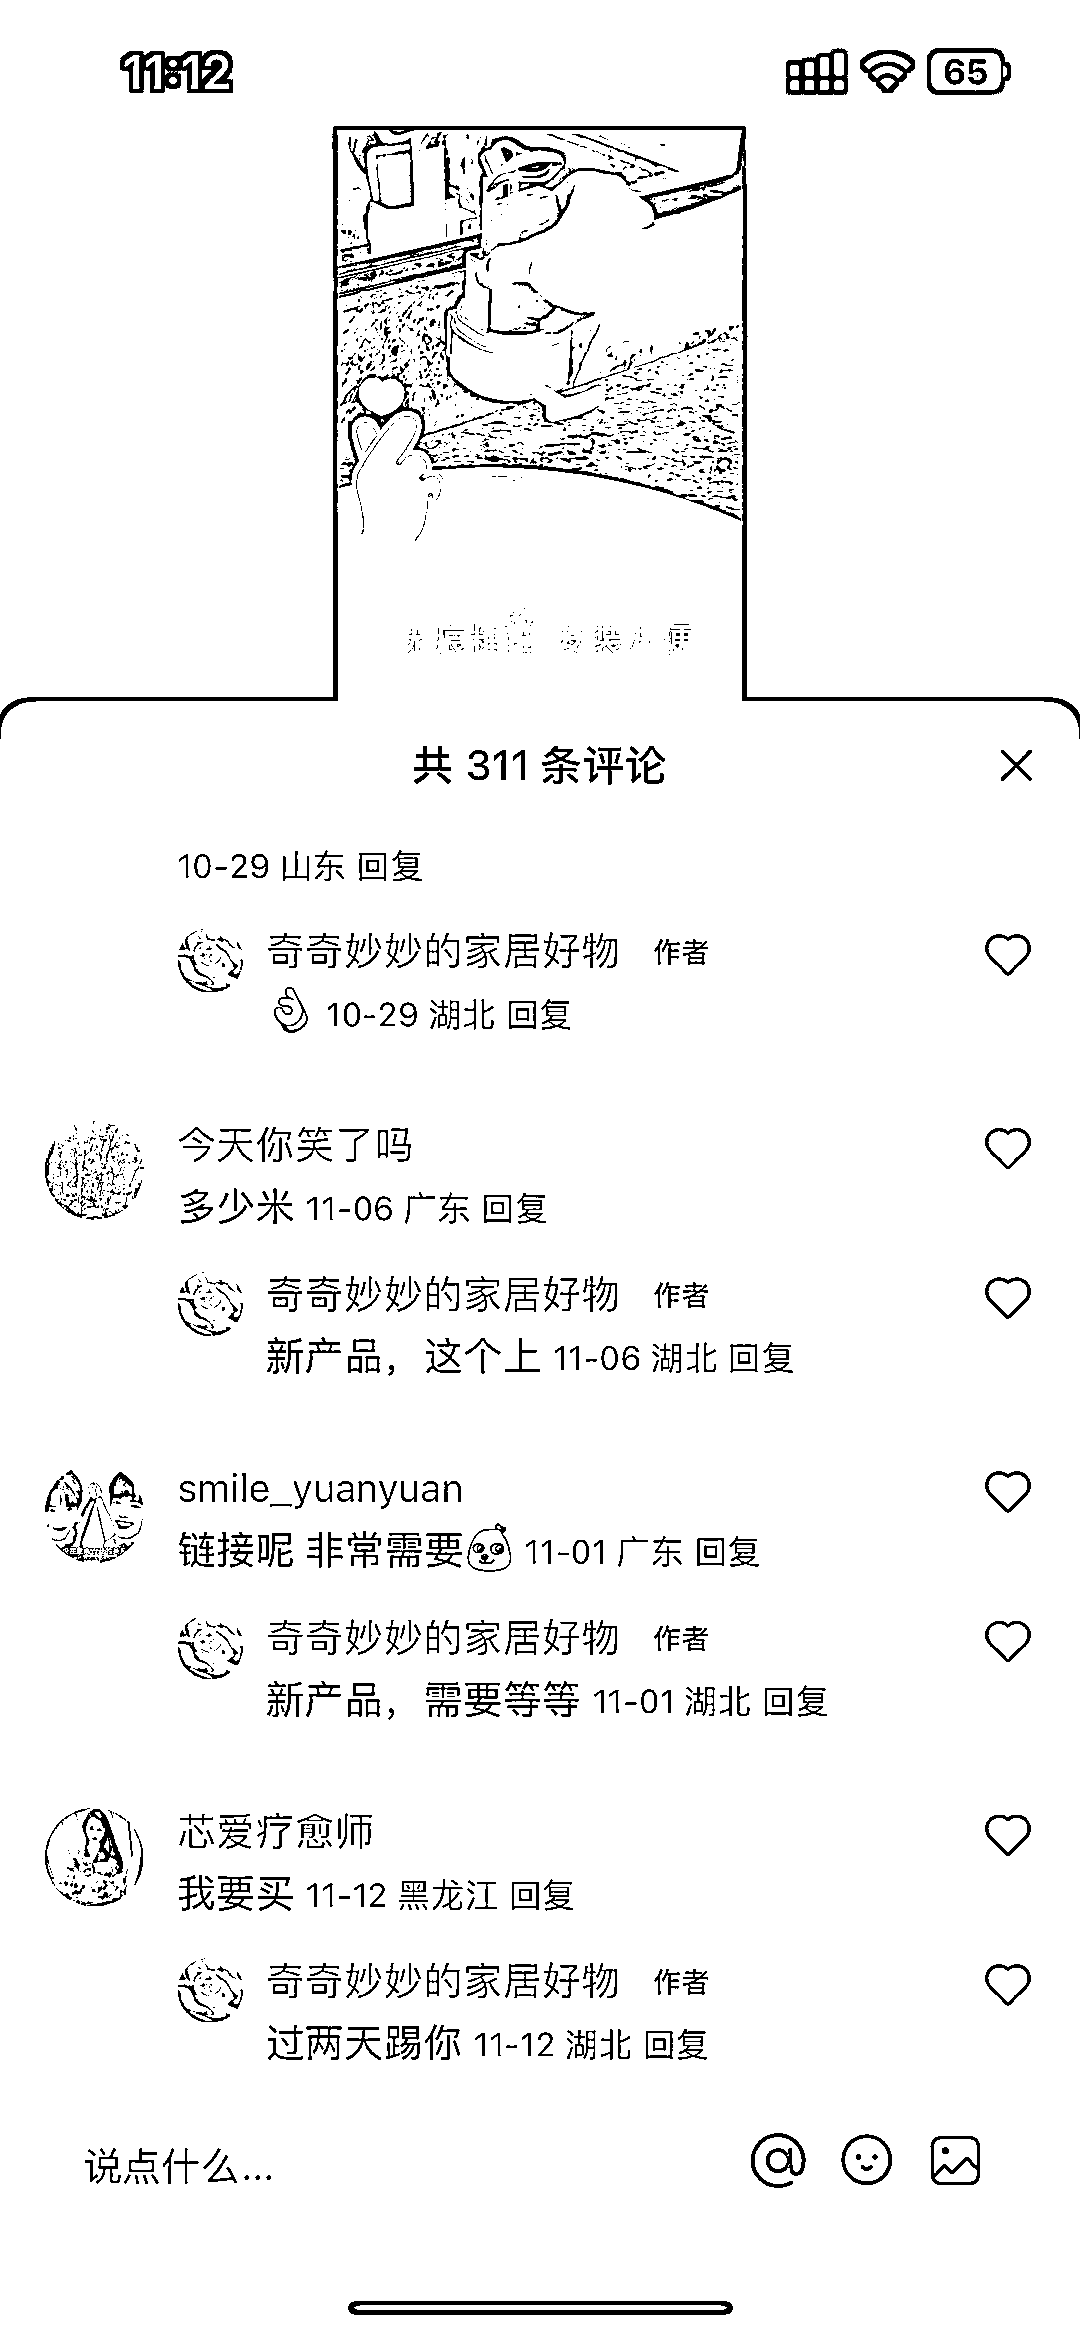 11:12
65
共 311 条评论
10-29 山东 回复
奇奇妙妙的家居好物 作者
10-29 湖北 回复
今天你笑了吗
多少米 11-06 广东 回复
奇奇妙妙的家居好物 作者
新产品，这个上 11-06 湖北 回复
smile_yuanyuan
链接呢 非常需要 11-01 广东 回复
奇奇妙妙的家居好物 作者
新产品，需要等等 11-01 湖北 回复
芯爱疗愈师
我要买 11-12 黑龙江 回复
奇奇妙妙的家居好物 作者
过两天踢你 11-12 湖北 回复
说点什么...